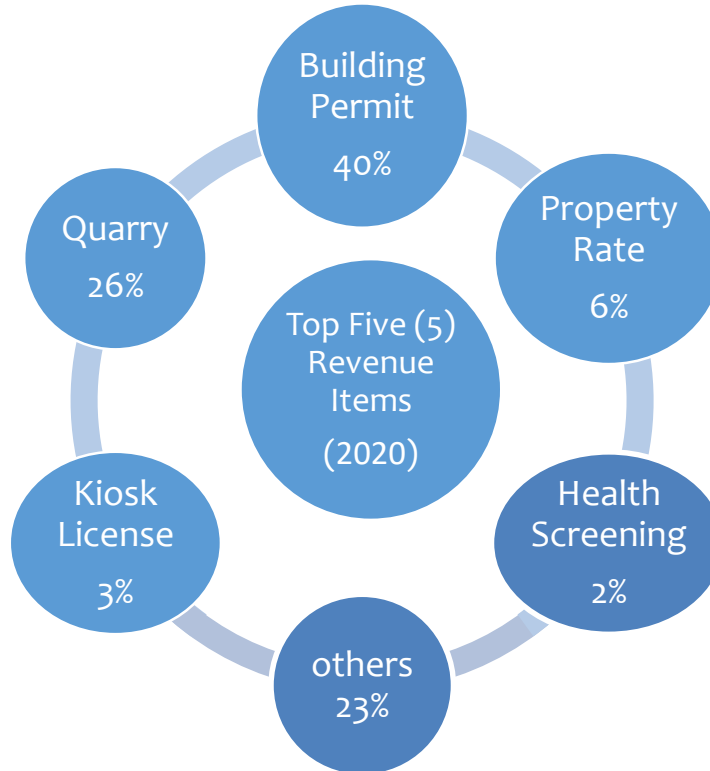 Building
Permit
40%
Property
Rate
6%
Health
Screening
2%
others
23%
Kiosk
License
3%
Quarry
26%
Top Five (5)
Revenue
Items
(2020)